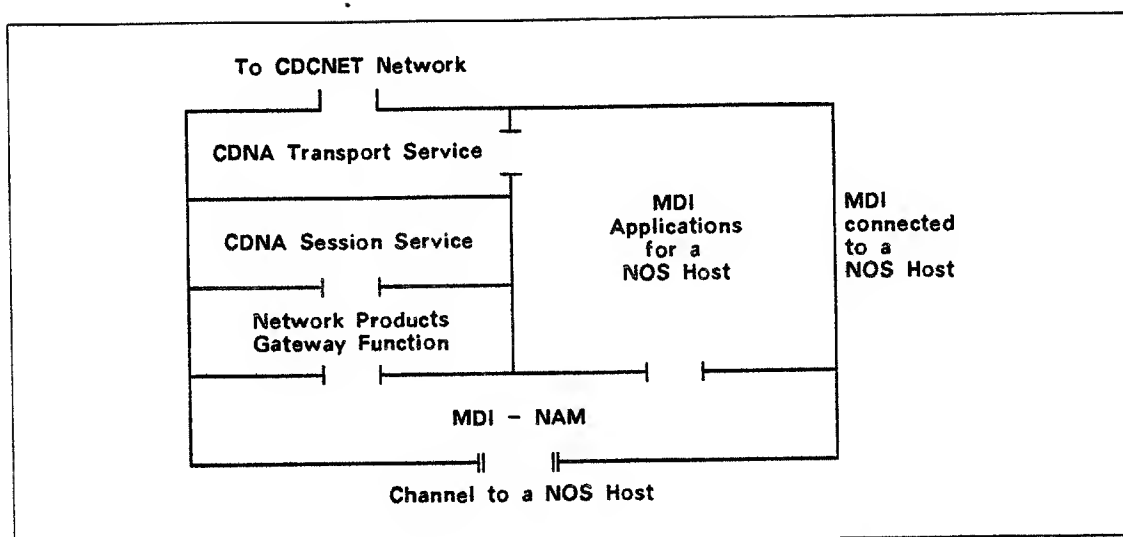 To CDCNET Network
CDNA Transport Service
CDNA Session Service
Network Products
Gateway Function
MDI
Applications
for a
NOS Host
MDI
connected
to a
NOS Host
MDI – NAM
Channel to a NOS Host